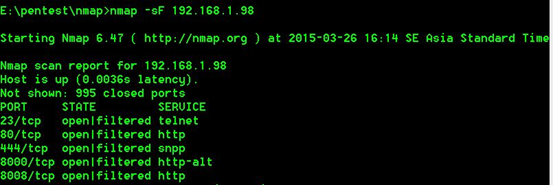 E:\pentest\nmap>nmap -sF 192.168.1.98
Starting Nmap 6.47 ( http://nmap.org ) at 2015-03-26 16:14 SE Asia Standard Time
Nmap scan report for 192.168.1.98
Host is up (0.0036s latency).
Not shown: 995 closed ports
PORT STATE SERVICE
23/tcp open|filtered telnet
80/tcp open|filtered http
444/tcp open|filtered snpp
8000/tcp open|filtered http-alt
8008/tcp open|filtered http